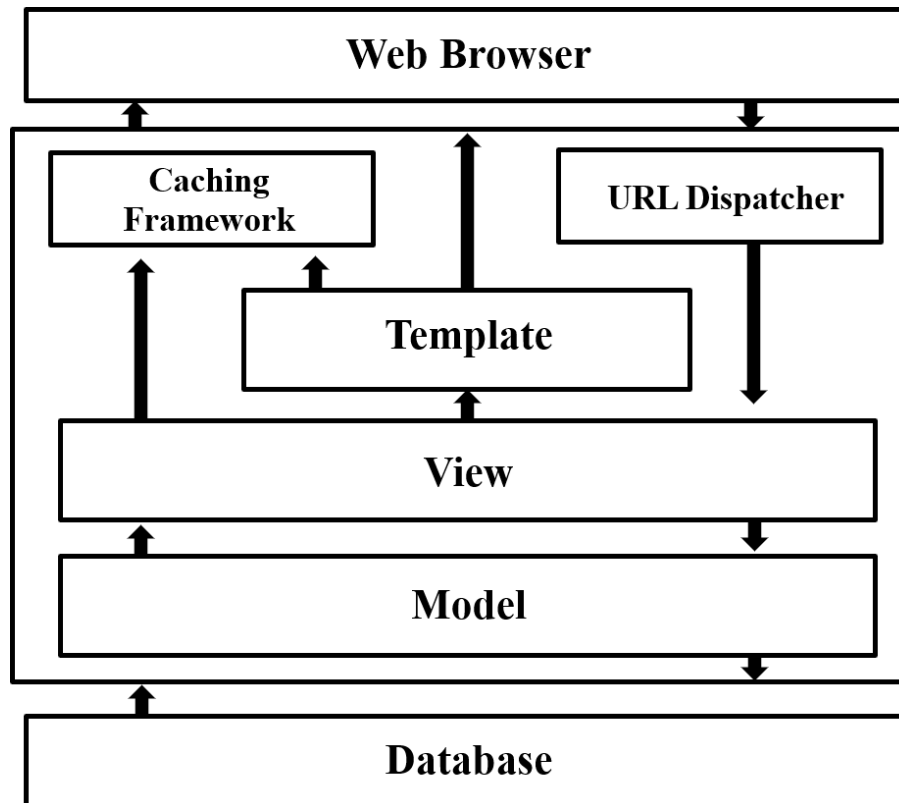 Web Browser
Caching
Framework
URL Dispatcher
Template
View
Model
Database